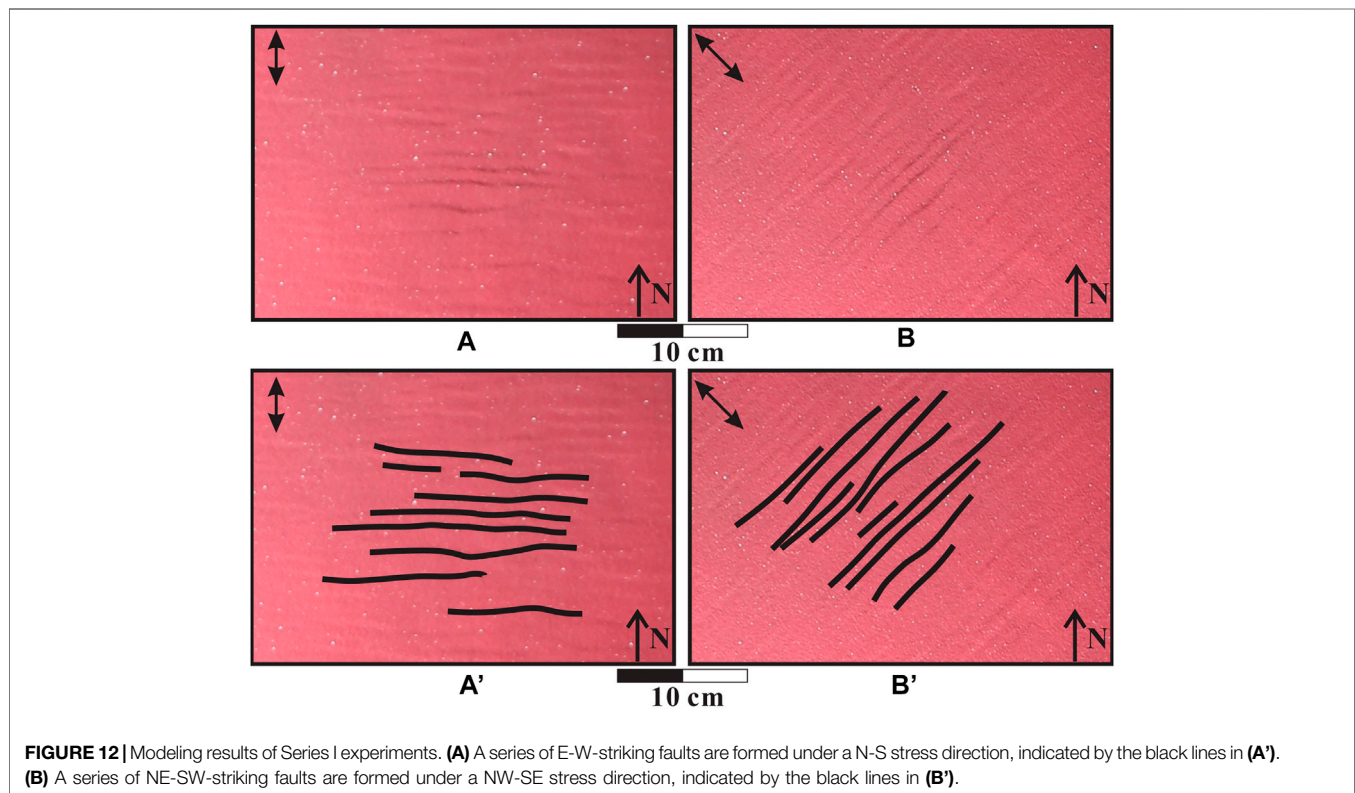 N
N
A
B
10 cm
N
N
A’
B’
10 cm
FIGURE 12 | Modeling results of Series I experiments. (A) A series of E-W-striking faults are formed under a N-S stress direction, indicated by the black lines in (A’).
(B) A series of NE-SW-striking faults are formed under a NW-SE stress direction, indicated by the black lines in (B’).